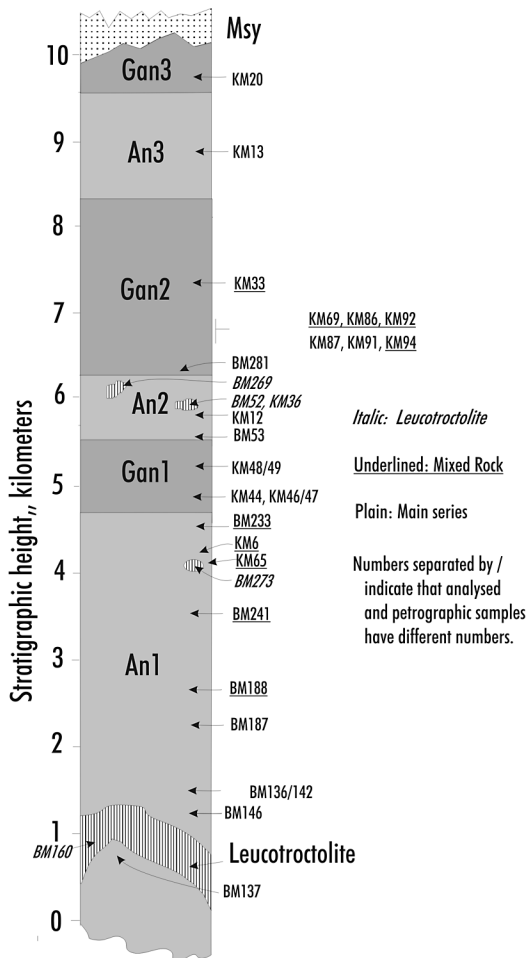 Msy
10
Gan3
KM20
9
An3
KM13
8
Gan2
KM33
7
KM69, KM86, KM92
KM87, KM91, KM94
BM281
BM269
6
An2
BM52, KM36
KM12
BM53
Italic: Leucotroctolite
Gan1
KM48/49
Underlined: Mixed Rock
5
KM44, KM46/47
Plain: Main series
BM233
KM6
KM65
4
BM273
Numbers separated by /
indicate that analysed
and petrographic samples
have different numbers.
BM241
3
An1
BM188
BM187
2
BM136/142
BM146
1
BM160
Leucotroctolite
BM137
0
Stratigraphic height,, kilometers